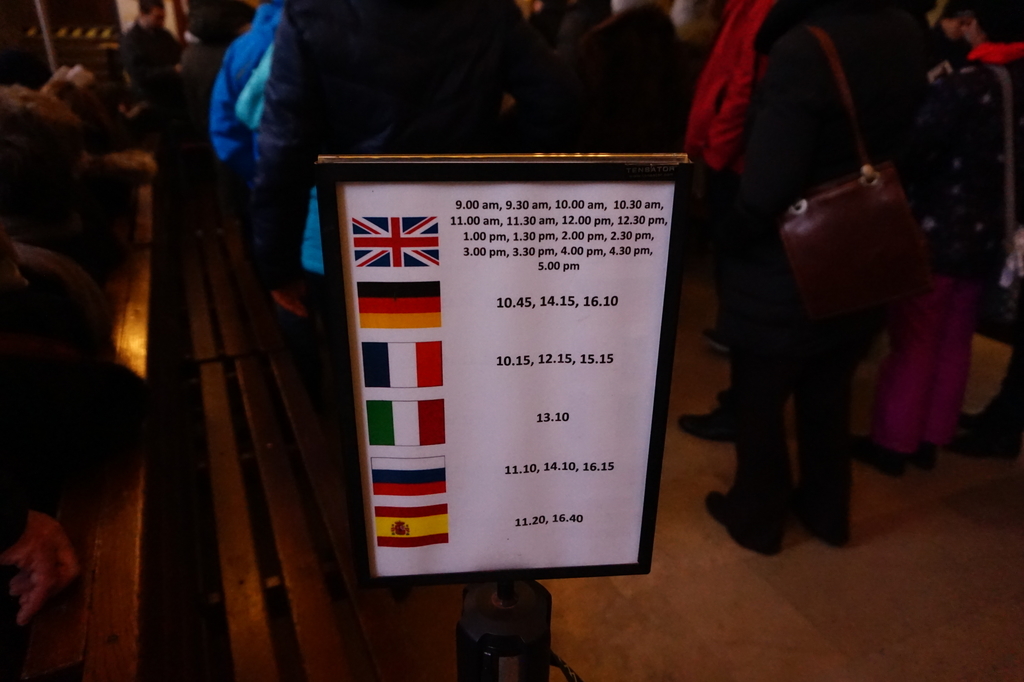 TENSATOR
9.00 am, 9.30 am, 10.00 am, 10.30 am,
11.00 am, 11.30 am, 12.00 pm, 12.30 pm,
1.00 pm, 1.30 pm, 2.00 pm, 2.30 pm,
3.00 pm, 3.30 pm, 4.00 pm, 4.30 pm,
5.00 pm
10.45, 14.15, 16.10
10.15, 12.15, 15.15
13.10
11.10, 14.10, 16.15
11.20, 16.40